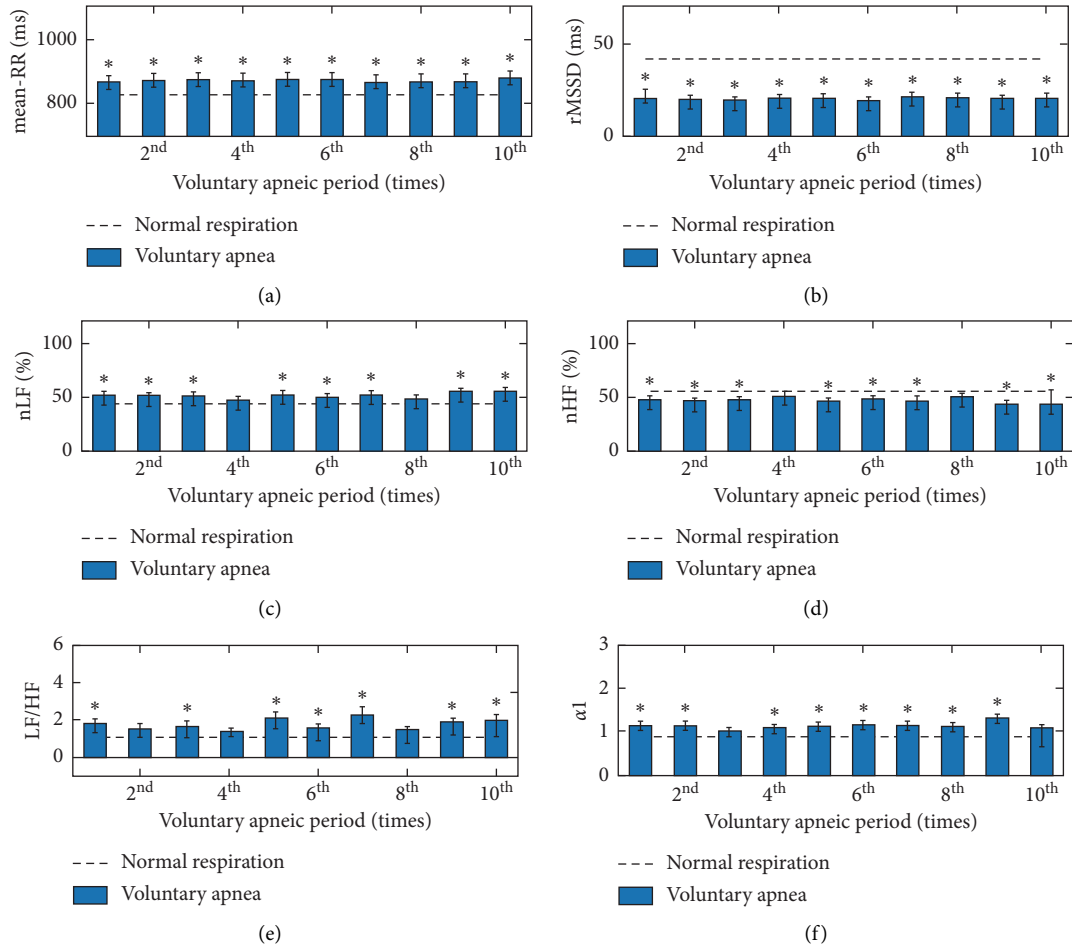 mean-RR (ms)
1000
800
* * * * * * * * * *
2nd 4th 6th 8th 10th
Voluntary apneic period (times)
Normal respiration
Voluntary apnea
(a)
rMSSD (ms)
50
0
* * * * * * * * * *
2nd 4th 6th 8th 10th
Voluntary apneic period (times)
Normal respiration
Voluntary apnea
(b)
nLF (%)
100
50
0
* * * * * * * *
2nd 4th 6th 8th 10th
Voluntary apneic period (times)
Normal respiration
Voluntary apnea
(c)
nHF (%)
100
50
0
* * * * * * * *
2nd 4th 6th 8th 10th
Voluntary apneic period (times)
Normal respiration
Voluntary apnea
(d)
LF/HF
6
4
2
0
* * * * * * *
2nd 4th 6th 8th 10th
Voluntary apneic period (times)
Normal respiration
Voluntary apnea
(e)
α1
3
2
1
0
* * * * * * * *
2nd 4th 6th 8th 10th
Voluntary apneic period (times)
Normal respiration
Voluntary apnea
(f)